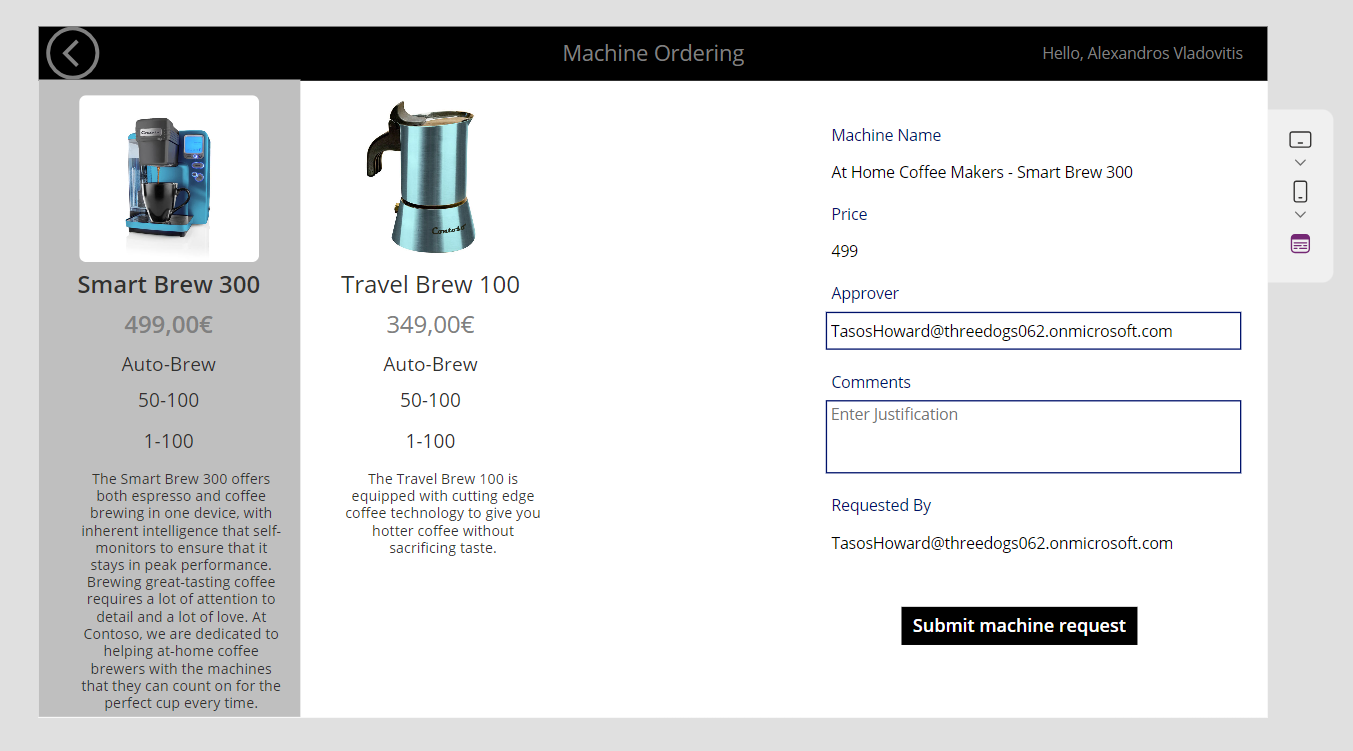 Machine Ordering
Hello, Alexandros Vladovitis
Smart Brew 300
499,00€
Auto-Brew
50-100
1-100
The Smart Brew 300 offers
both espresso and coffee
brewing in one device, with
inherent intelligence that self-
monitors to ensure that it
stays in peak performance.
Brewing great-tasting coffee
requires a lot of attention to
detail and a lot of love. At
Contoso, we are dedicated to
helping at-home coffee
brewers with the machines
that they can count on for the
perfect cup every time.
Contoso
Travel Brew 100
349,00€
Auto-Brew
50-100
1-100
The Travel Brew 100 is
equipped with cutting edge
coffee technology to give you
hotter coffee without
sacrificing taste.
Machine Name
At Home Coffee Makers - Smart Brew 300
Price
499
Approver
TasosHoward@threedogs062.onmicrosoft.com
Comments
Enter Justification
Requested By
TasosHoward@threedogs062.onmicrosoft.com
Submit machine request